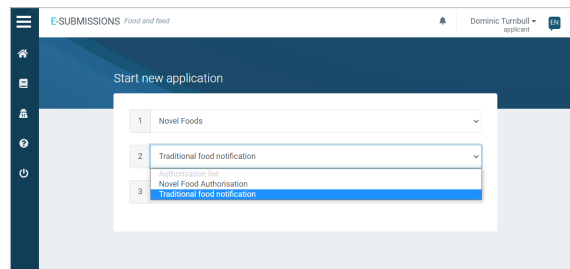 E-SUBMISSIONS Food and feed
Dominic Turnbull
applicant
EN
Start new application
1 Novel Foods
2 Traditional food notification
Authorisation list
Novel Food Authorisation
3 Traditional food notification